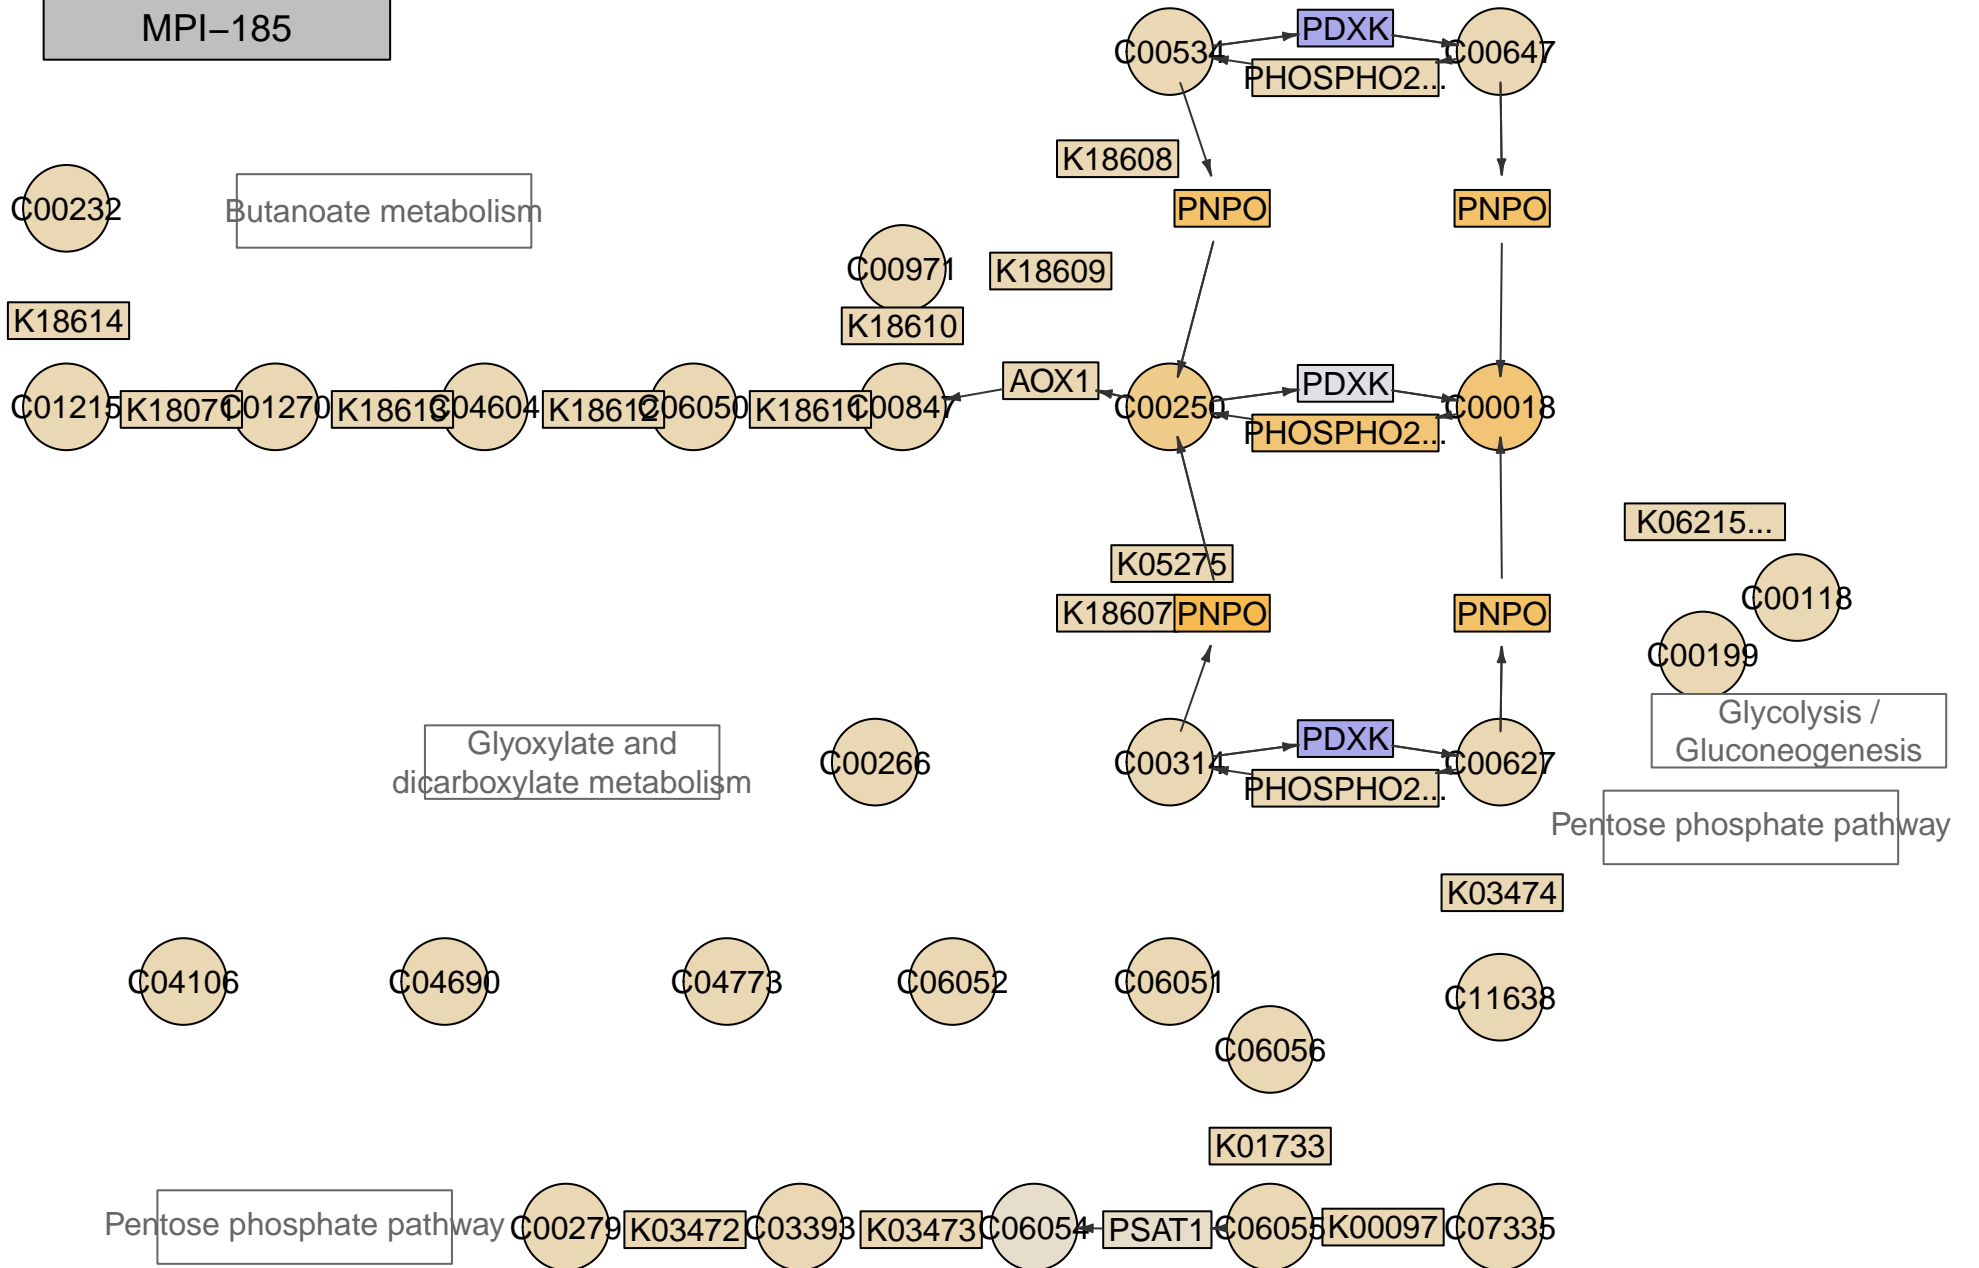 MPI−185
C00534
PDXK
C00647
PHOSPHO2...
K18608
C00232
Butanoate metabolism
PNPO
PNPO
C00971
K18609
K18614
K18610
AOX1
PDXK
C01215
K18071
C01270
K18613
C04604
K18612
C06050
K18611
C00847
C00250
C00018
PHOSPHO2...
K06215...
K05275
C00118
K18607
PNPO
PNPO
C00199
Glycolysis /
Gluconeogenesis
Glyoxylate and
dicarboxylate metabolism
C00266
C00314
PDXK
C00627
PHOSPHO2...
Pentose phosphate pathway
K03474
C04106
C04690
C04773
C06052
C06051
C11638
C06056
K01733
Pentose phosphate pathway
C00279
K03472
C03393
K03473
C06054
PSAT1
C06055
K00097
C07335